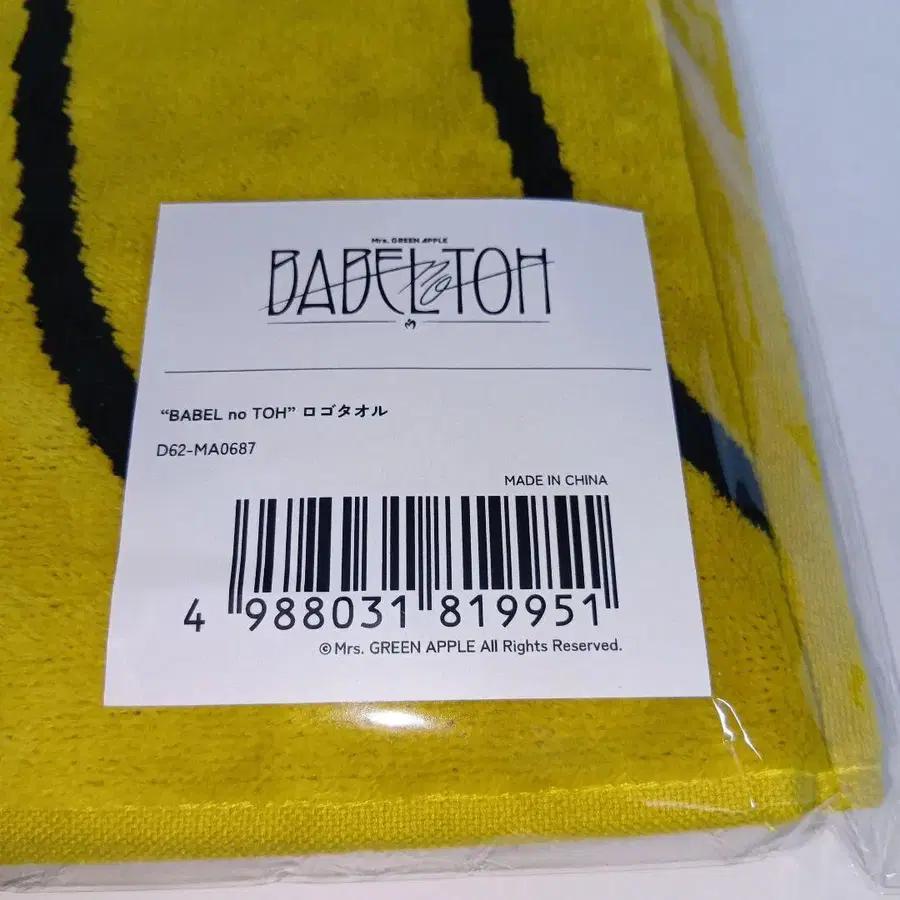 Mrs. GREEN APPLE
BABEL no TOH
“BABEL no TOH” ロゴタオル
D62-MA0687
MADE IN CHINA
4 988031 819951
©Mrs. GREEN APPLE All Rights Reserved.